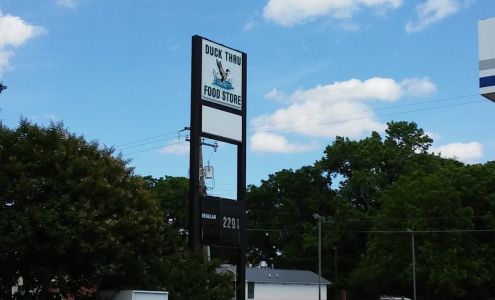 DUCK THRU
FOOD STORE
REGULAR 229